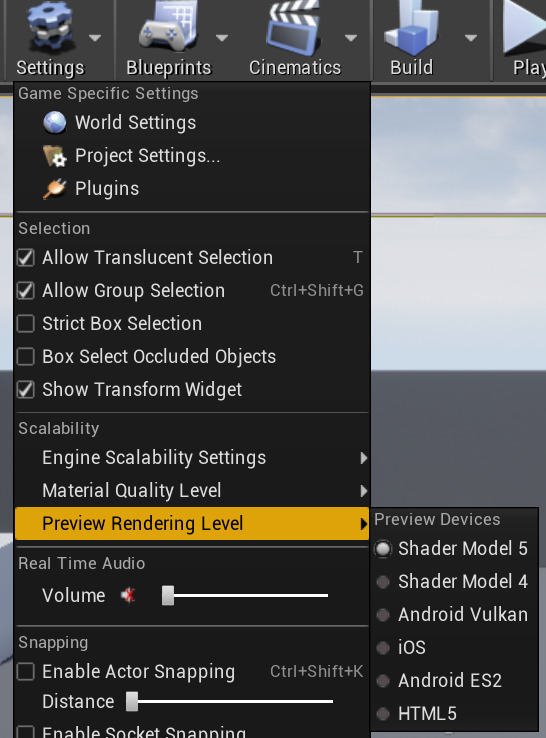 Settings
Blueprints
Cinematics
Build
Play
Game Specific Settings
World Settings
Project Settings...
Plugins
Selection
Allow Translucent Selection T
Allow Group Selection Ctrl+Shift+G
Strict Box Selection
Box Select Occluded Objects
Show Transform Widget
Scalability
Engine Scalability Settings
Material Quality Level
Preview Rendering Level
Preview Devices
Shader Model 5
Shader Model 4
Android Vulkan
iOS
Android ES2
HTML5
Real Time Audio
Volume
Snapping
Enable Actor Snapping Ctrl+Shift+K
Distance
Enable Socket Snapping